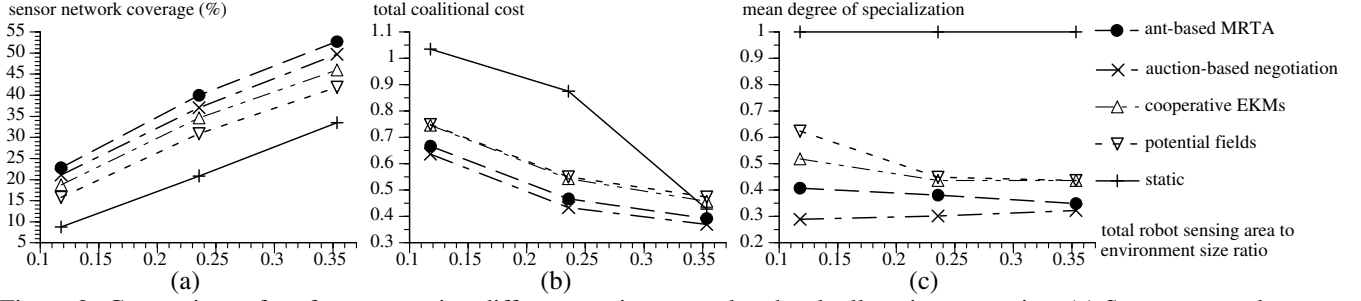 sensor network coverage (%)
55
50
45
40
35
30
25
20
15
10
5
0.1 0.15 0.2 0.25 0.3 0.35
(a)
total coalitional cost
1.1
1
0.9
0.8
0.7
0.6
0.5
0.4
0.3
0.1 0.15 0.2 0.25 0.3 0.35
(b)
mean degree of specialization
1
0.9
0.8
0.7
0.6
0.5
0.4
0.3
0.2
0.1 0.15 0.2 0.25 0.3 0.35
(c)
ant-based MRTA
auction-based negotiation
cooperative EKMs
potential fields
static
total robot sensing area to
environment size ratio